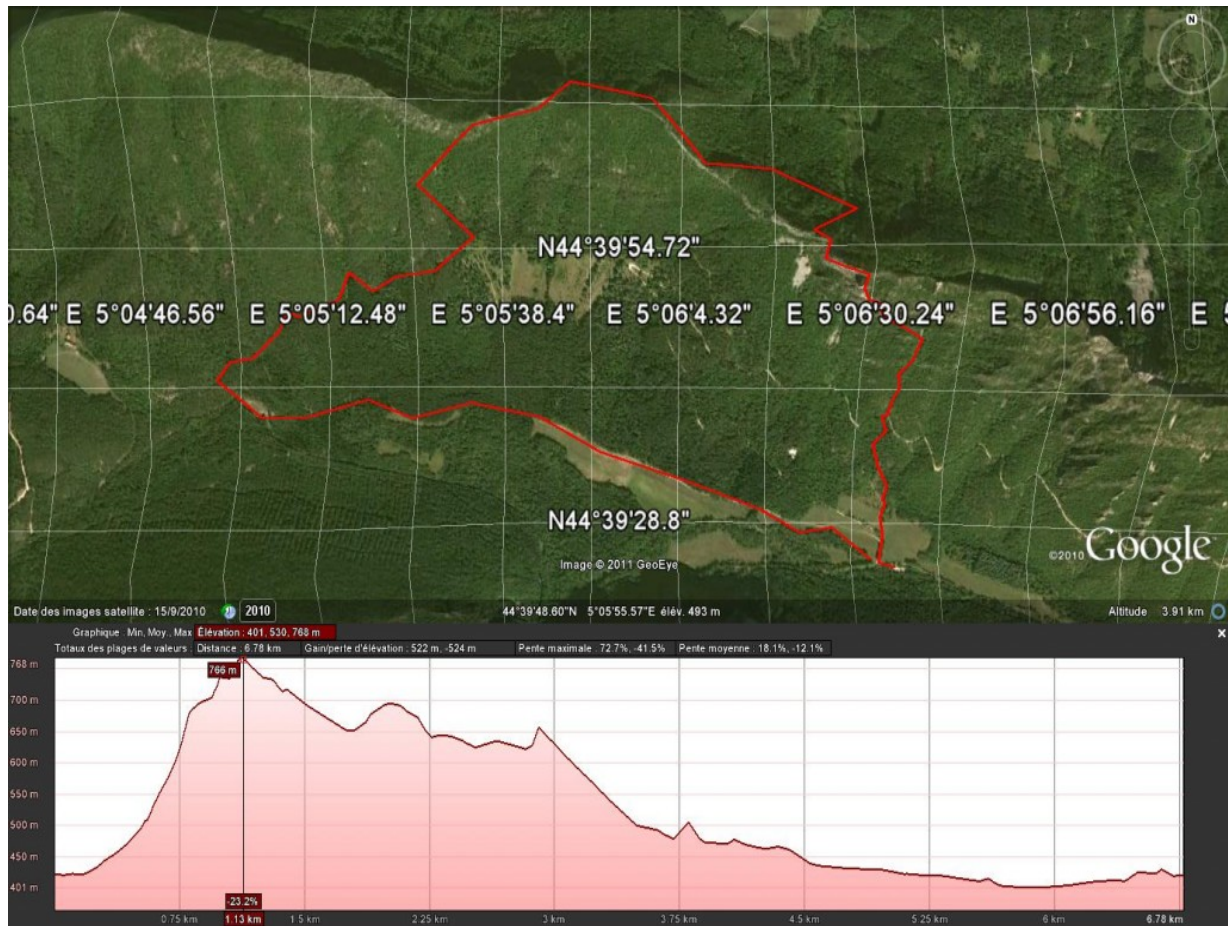 N
N44°39'54.72"
0.64" E 5°04'46.56" E 5°05'12.48" E 5°05'38.4" E 5°06'4.32" E 5°06'30.24" E 5°06'56.16" E
N44°39'28.8"
©2010 Google
Image © 2011 GeoEye
Date des images satellite : 15/9/2010 2010 44°39'48.60"N 5°05'55.57"E élév. 493 m Altitude 3.91 km
Graphique : Min, Moy., Max Élévation : 401, 530, 768 m
Totaux des plages de valeurs : Distance : 6.78 km Gain/perte d'élévation : 522 m, -524 m Pente maximale : 72.7%, -41.5% Pente moyenne : 18.1%, -12.1%
768 m
766 m
700 m
650 m
600 m
550 m
500 m
450 m
401 m
-23.2%
0.75 km 1.13 km 1.5 km 2.25 km 3 km 3.75 km 4.5 km 5.25 km 6 km 6.78 km